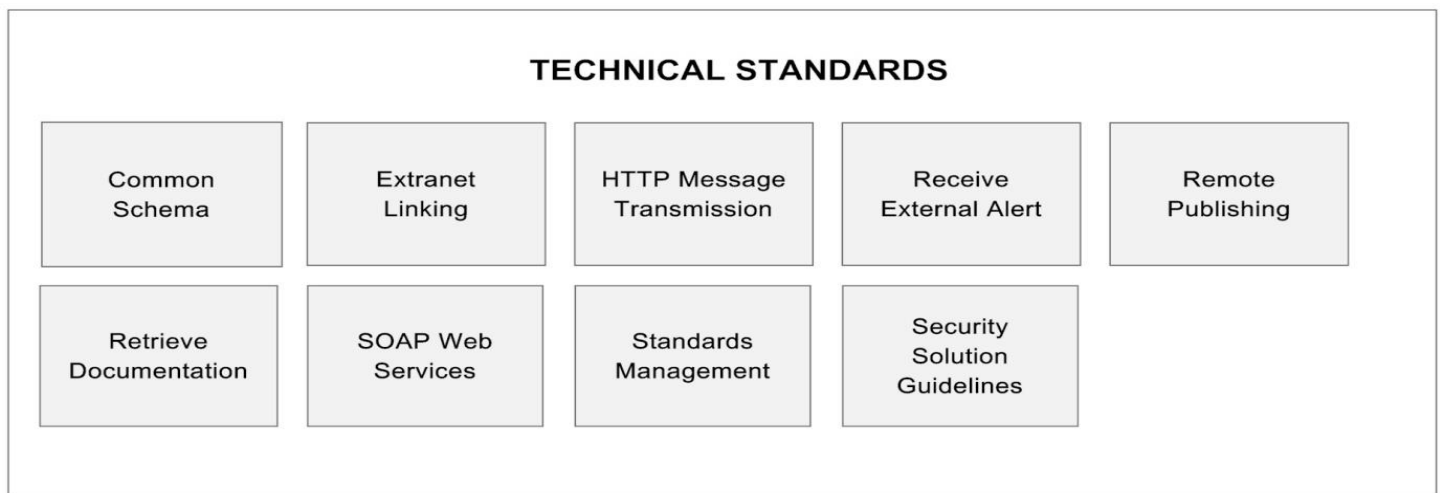 TECHNICAL STANDARDS
Common
Schema
Extranet
Linking
HTTP Message
Transmission
Receive
External Alert
Remote
Publishing
Retrieve
Documentation
SOAP Web
Services
Standards
Management
Security
Solution
Guidelines